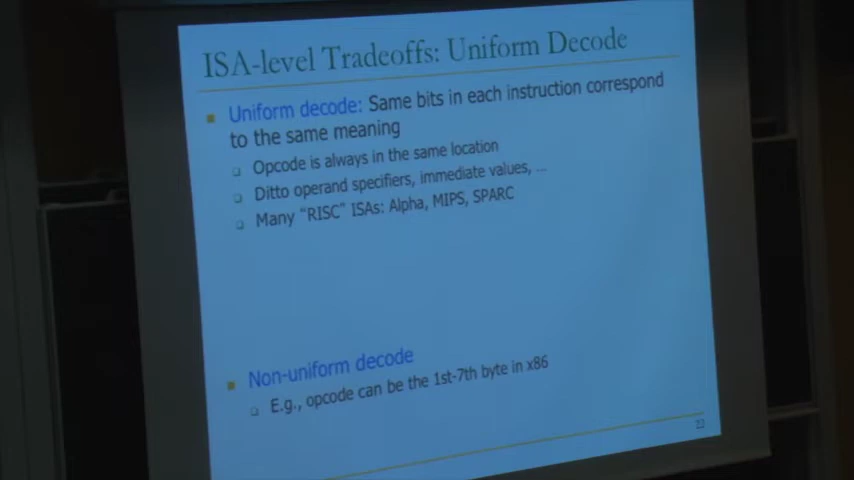 ISA-level Tradeoffs: Uniform Decode
Uniform decode: Same bits in each instruction correspond
to the same meaning
Opcode is always in the same location
Ditto operand specifiers, immediate values, ...
Many "RISC" ISAs: Alpha, MIPS, SPARC
Non-uniform decode
E.g., opcode can be the 1st-7th byte in x86
22